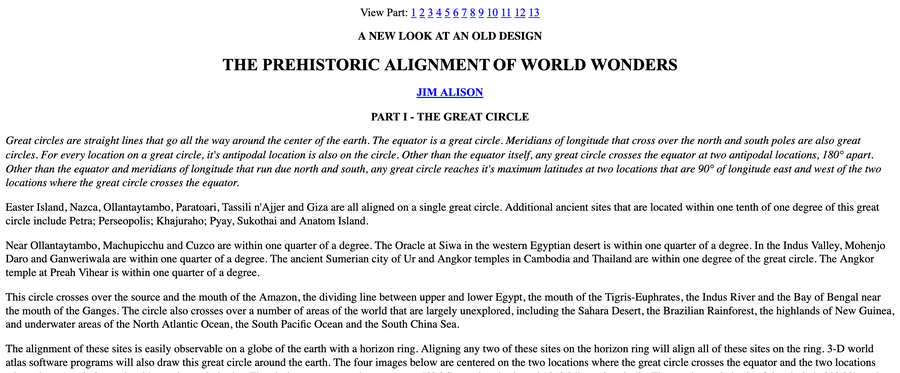 View Part: 1 2 3 4 5 6 7 8 9 10 11 12 13
A NEW LOOK AT AN OLD DESIGN
THE PREHISTORIC ALIGNMENT OF WORLD WONDERS
JIM ALISON
PART I - THE GREAT CIRCLE
Great circles are straight lines that go all the way around the center of the earth. The equator is a great circle. Meridians of longitude that cross over the north and south poles are also great
circles. For every location on a great circle, it's antipodal location is also on the circle. Other than the equator itself, any great circle crosses the equator at two antipodal locations, 180° apart.
Other than the equator and meridians of longitude that run due north and south, any great circle reaches it's maximum latitudes at two locations that are 90° of longitude east and west of the two
locations where the great circle crosses the equator.
Easter Island, Nazca, Ollantaytambo, Paratoari, Tassili n'Ajjer and Giza are all aligned on a single great circle. Additional ancient sites that are located within one tenth of one degree of this great
circle include Petra; Perseopolis; Khajuraho; Pyay, Sukothai and Anatom Island.
Near Ollantaytambo, Machupicchu and Cuzco are within one quarter of a degree. The Oracle at Siwa in the western Egyptian desert is within one quarter of a degree. In the Indus Valley, Mohenjo
Daro and Ganweriwala are within one quarter of a degree. The ancient Sumerian city of Ur and Angkor temples in Cambodia and Thailand are within one degree of the great circle. The Angkor
temple at Preah Vihear is within one quarter of a degree.
This circle crosses over the source and the mouth of the Amazon, the dividing line between upper and lower Egypt, the mouth of the Tigris-Euphrates, the Indus River and the Bay of Bengal near
the mouth of the Ganges. The circle also crosses over a number of areas of the world that are largely unexplored, including the Sahara Desert, the Brazilian Rainforest, the highlands of New Guinea,
and underwater areas of the North Atlantic Ocean, the South Pacific Ocean and the South China Sea.
The alignment of these sites is easily observable on a globe of the earth with a horizon ring. Aligning any two of these sites on the horizon ring will align all of these sites on the ring. 3-D world
atlas software programs will also draw this great circle around the earth. The four images below are centered on the two locations where the great circle crosses the equator and the two locations